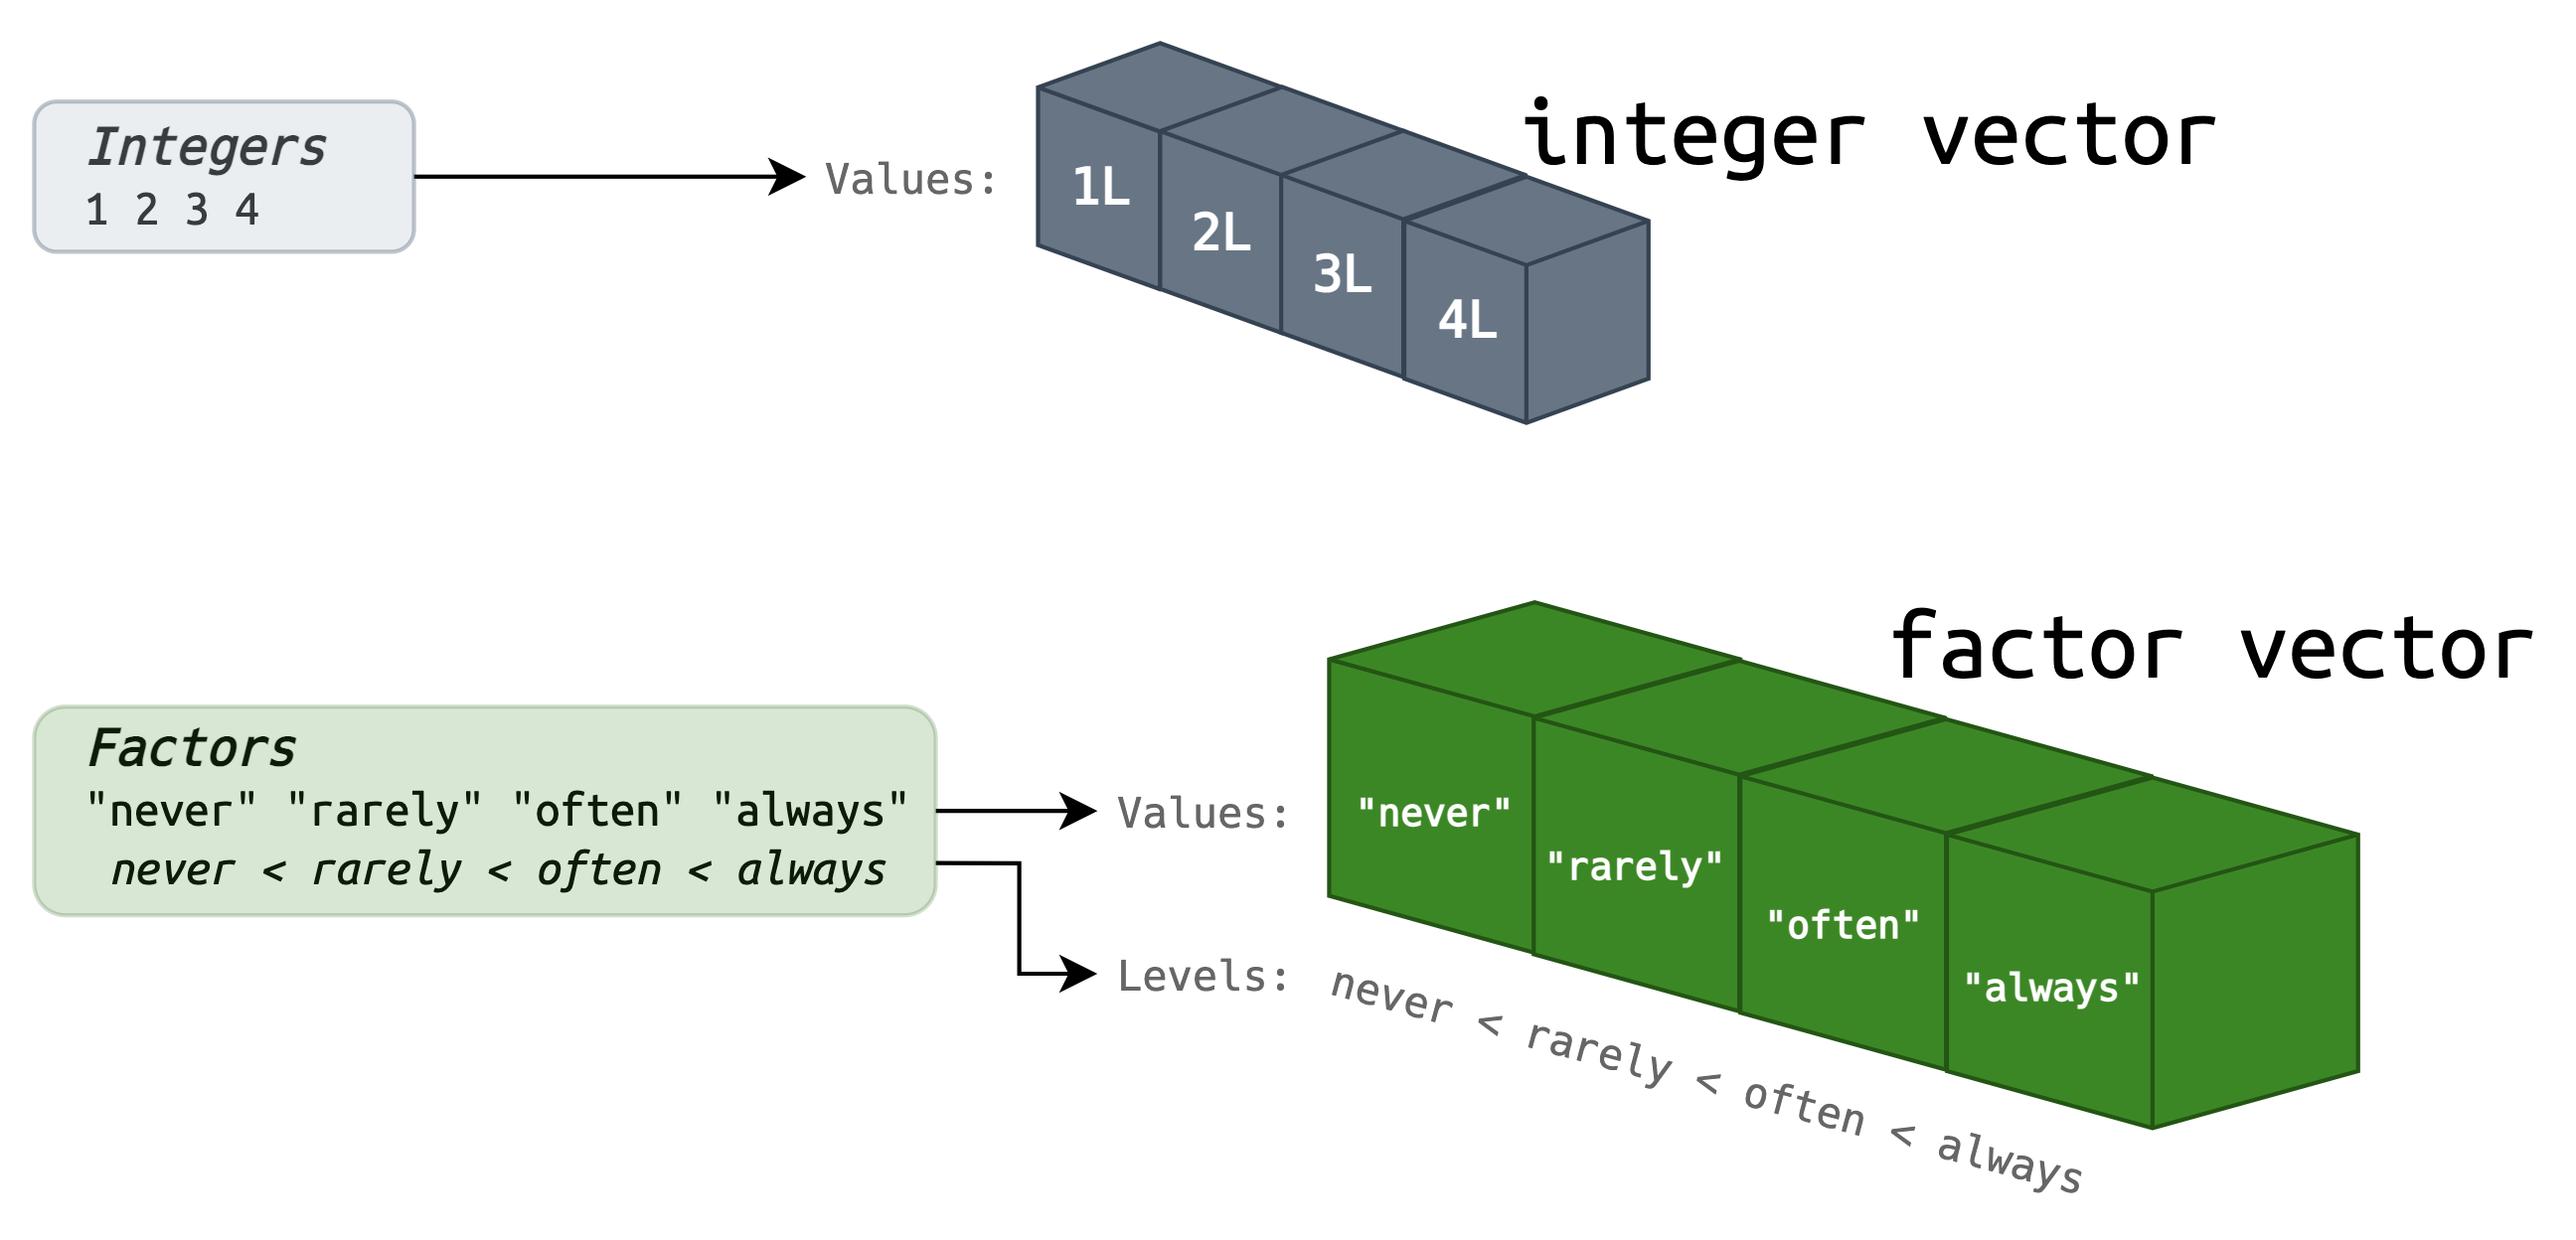 integer vector
Integers
1 2 3 4
Values:
1L
2L
3L
4L
factor vector
Factors
"never" "rarely" "often" "always"
never < rarely < often < always
Values:
"never"
"rarely"
"often"
"always"
Levels:
never < rarely < often < always